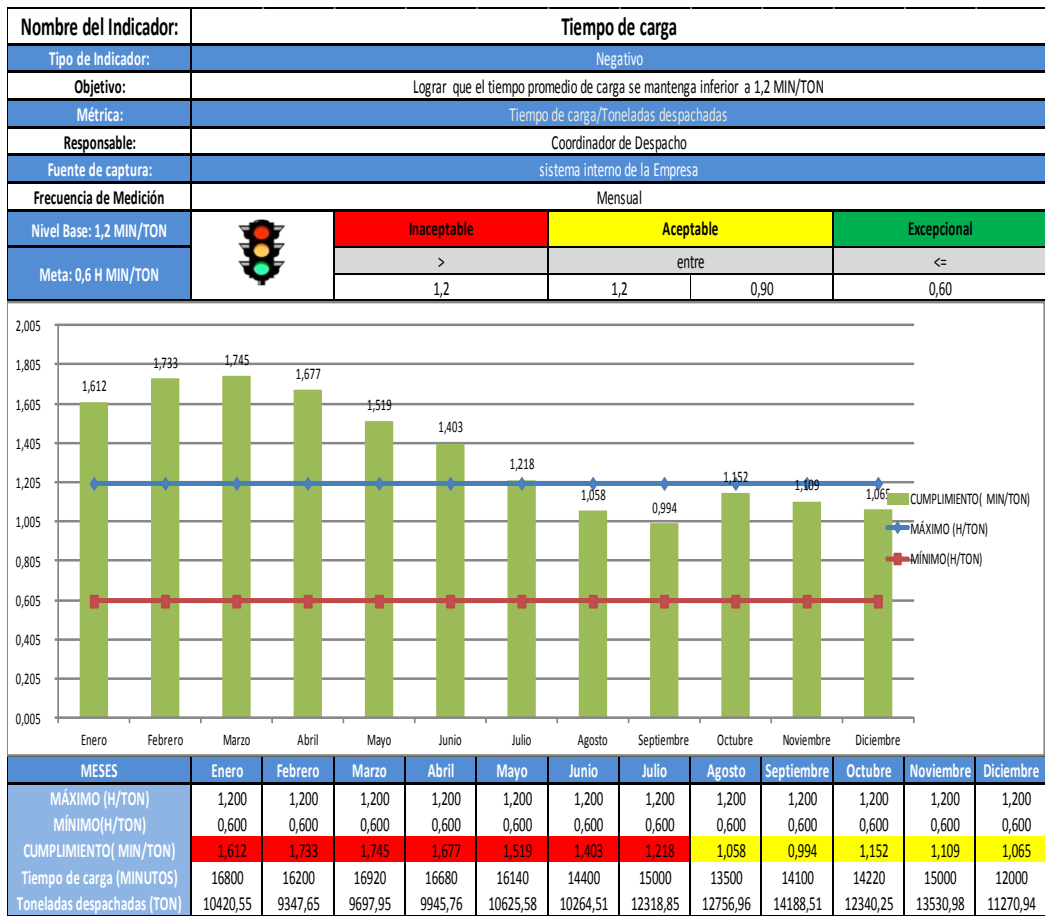 Nombre del Indicador: Tiempo de carga
Tipo de Indicador: Negativo
Objetivo: Lograr que el tiempo promedio de carga se mantenga inferior a 1,2 MIN/TON
Métrica: Tiempo de carga/Toneladas despachadas
Responsable: Coordinador de Despacho
Fuente de captura: sistema interno de la Empresa
Frecuencia de Medición Mensual
Nivel Base: 1,2 MIN/TON Inaceptable Aceptable Excepcional
Meta: 0,6 H MIN/TON > entre <=
1,2 1,2 0,90 0,60
2,005
1,805
1,605
1,405
1,205
1,005
0,805
0,605
0,405
0,205
0,005
1,612
1,733
1,745
1,677
1,519
1,403
1,218
1,058
0,994
1,152
1,109
1,065
CUMPLIMIENTO( MIN/TON)
MÁXIMO (H/TON)
MÍNIMO(H/TON)
Enero Febrero Marzo Abril Mayo Junio Julio Agosto Septiembre Octubre Noviembre Diciembre
MESES Enero Febrero Marzo Abril Mayo Junio Julio Agosto Septiembre Octubre Noviembre Diciembre
MÁXIMO (H/TON) 1,200 1,200 1,200 1,200 1,200 1,200 1,200 1,200 1,200 1,200 1,200 1,200
MÍNIMO(H/TON) 0,600 0,600 0,600 0,600 0,600 0,600 0,600 0,600 0,600 0,600 0,600 0,600
CUMPLIMIENTO( MIN/TON) 1,612 1,733 1,745 1,677 1,519 1,403 1,218 1,058 0,994 1,152 1,109 1,065
Tiempo de carga (MINUTOS) 16800 16200 16920 16680 16140 14400 15000 13500 14100 14220 15000 12000
Toneladas despachadas (TON) 10420,55 9347,65 9697,95 9945,76 10625,58 10264,51 12318,85 12756,96 14188,51 12340,25 13530,98 11270,94